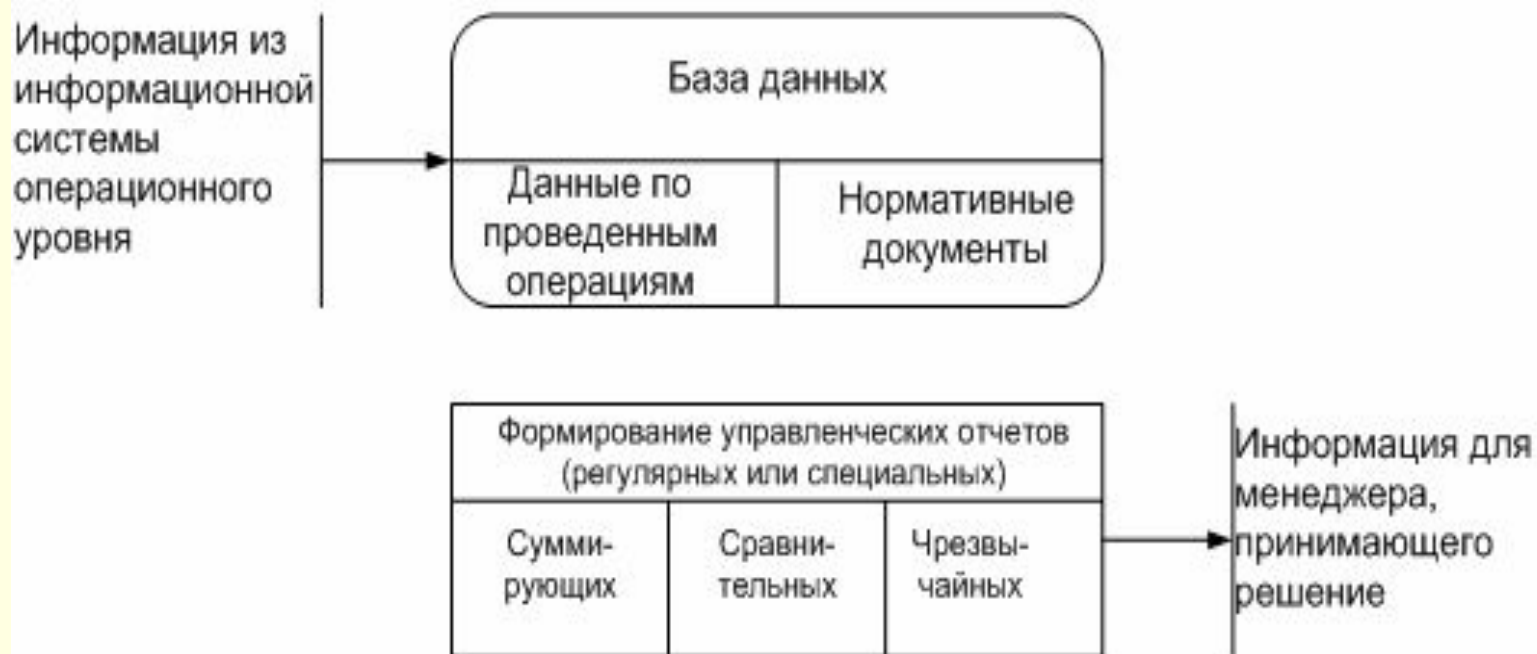 Информация из
информационной
системы
операционного
уровня
База данных
Данные по
проведенным
операциям
Нормативные
документы
Формирование управленческих отчетов
(регулярных или специальных)
Сумми-
рующих
Сравни-
тельных
Чрезвы-
чайных
Информация для
менеджера,
принимающего
решение